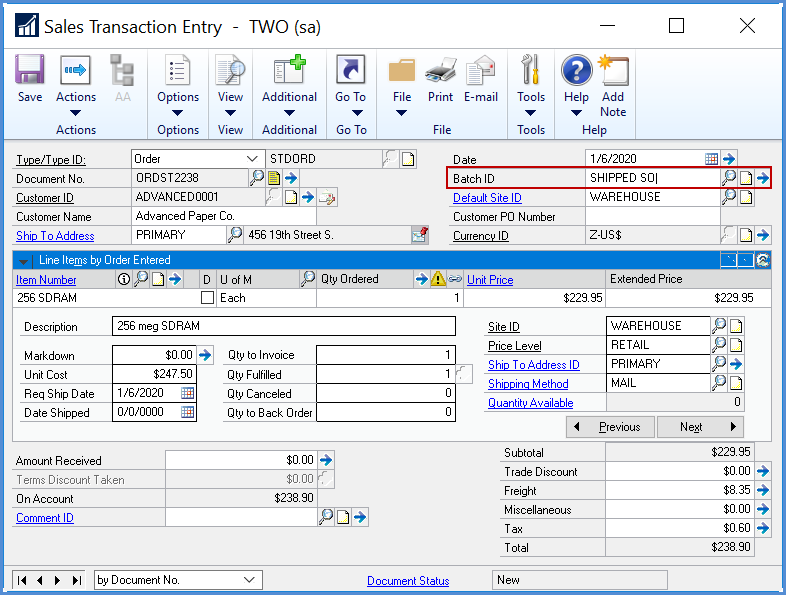 Sales Transaction Entry - TWO (sa)
Save Actions AA Options View Additional Go To File Print E-mail Tools Help Add Note
Actions Options View Additional Go To File Tools Help
Type/Type ID: Order STDORD Date 1/6/2020
Document No. ORDST2238 Batch ID SHIPPED SO
Customer ID ADVANCED0001 Default Site ID WAREHOUSE
Customer Name Advanced Paper Co. Customer PO Number
Ship To Address PRIMARY 456 19th Street S. Currency ID Z-US$
Line Items by Order Entered
Item Number D U of M Qty Ordered Unit Price Extended Price
256 SDRAM Each 1 $229.95 $229.95
Description 256 meg SDRAM Site ID WAREHOUSE
Price Level RETAIL
Markdown $0.00 Qty to Invoice 1 Ship To Address ID PRIMARY
Unit Cost $247.50 Qty Fulfilled 1 Shipping Method MAIL
Req Ship Date 1/6/2020 Qty Canceled 0 Quantity Available 0
Date Shipped 0/0/0000 Qty to Back Order 0
Previous Next
Amount Received $0.00 Subtotal $229.95
Terms Discount Taken $0.00 Trade Discount $0.00
On Account $238.90 Freight $8.35
Comment ID Miscellaneous $0.00
Tax $0.60
Total $238.90
by Document No. Document Status New